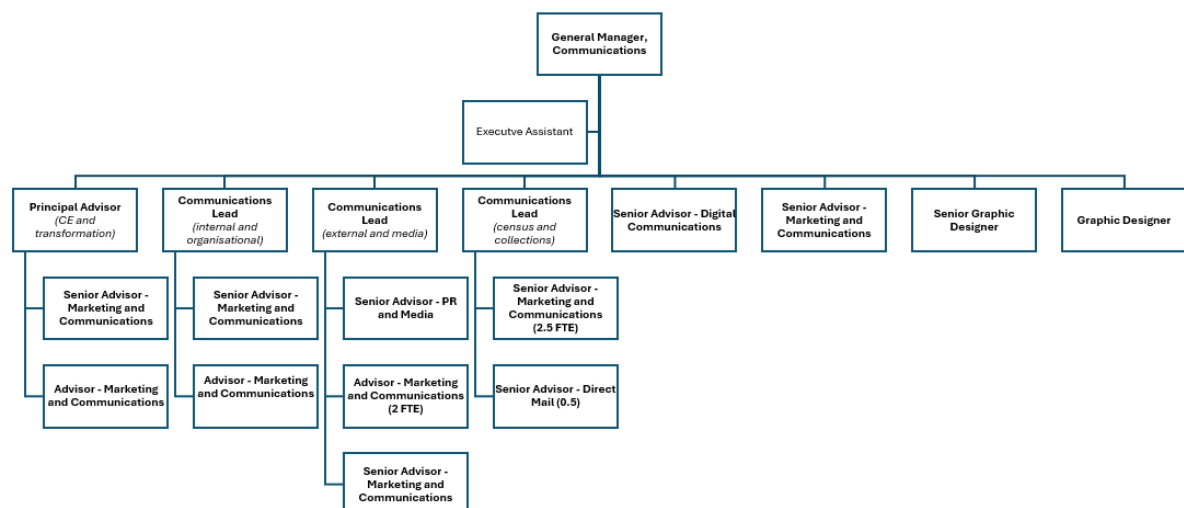 General Manager,
Communications
Executve Assistant
Principal Advisor
(CE and
transformation)
Communications
Lead
(internal and
organisational)
Communications
Lead
(external and media)
Communications
Lead
(census and
collections)
Senior Advisor - Digital
Communications
Senior Advisor -
Marketing and
Communications
Senior Graphic
Designer
Graphic Designer
Senior Advisor -
Marketing and
Communications
Senior Advisor -
Marketing and
Communications
Senior Advisor - PR
and Media
Senior Advisor -
Marketing and
Communications
(2.5 FTE)
Advisor - Marketing
and Communications
Advisor - Marketing
and Communications
Advisor - Marketing
and Communications
(2 FTE)
Senior Advisor - Direct
Mail (0.5)
Senior Advisor -
Marketing and
Communications